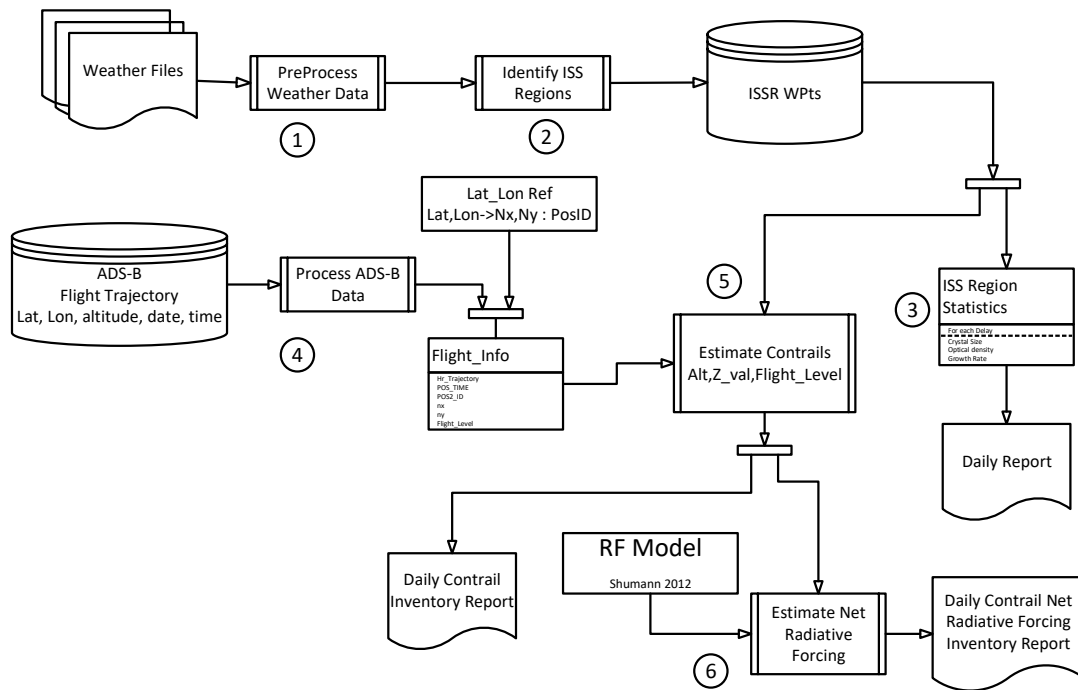 Weather Files
PreProcess
Weather Data
1
Identify ISS
Regions
2
ISSR WPts
Lat_Lon Ref
Lat,Lon->Nx,Ny : PosID
ADS-B
Flight Trajectory
Lat, Lon, altitude, date, time
Process ADS-B
Data
4
Flight_Info
Hr_Trajectory
POS_TIME
POS2_ID
nx
ny
Flight_Level
5
Estimate Contrails
Alt,Z_val,Flight_Level
3
ISS Region
Statistics
For each Delay
Crystal Size
Optical density
Growth Rate
Daily Report
Daily Contrail
Inventory Report
RF Model
Shumann 2012
6
Estimate Net
Radiative
Forcing
Daily Contrail Net
Radiative Forcing
Inventory Report